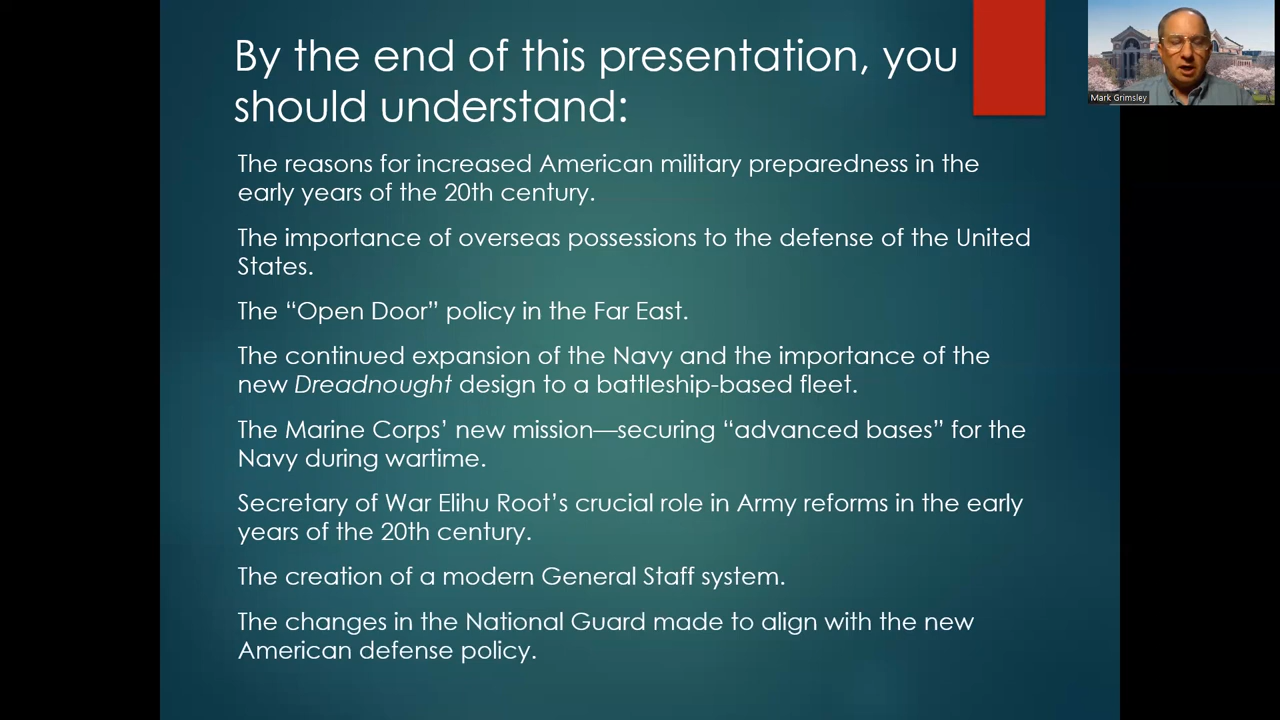 By the end of this presentation, you
should understand:
Mark Grimsley
The reasons for increased American military preparedness in the
early years of the 20th century.
The importance of overseas possessions to the defense of the United
States.
The “Open Door” policy in the Far East.
The continued expansion of the Navy and the importance of the
new Dreadnought design to a battleship-based fleet.
The Marine Corps’ new mission—securing “advanced bases” for the
Navy during wartime.
Secretary of War Elihu Root’s crucial role in Army reforms in the early
years of the 20th century.
The creation of a modern General Staff system.
The changes in the National Guard made to align with the new
American defense policy.